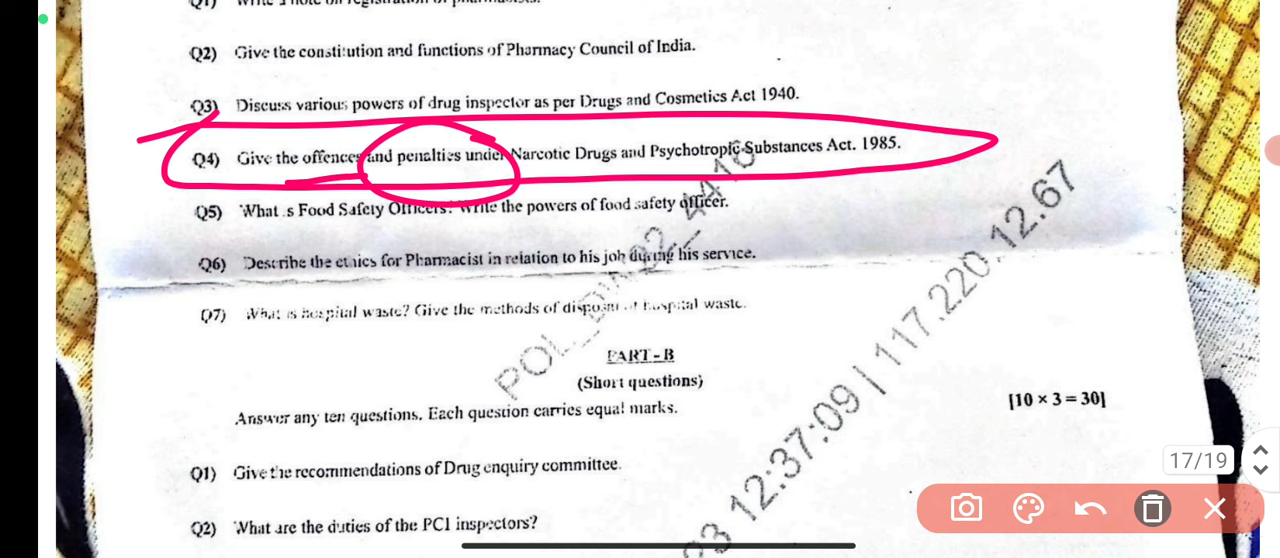 Q2) Give the constitution and functions of Pharmacy Council of India.
Q3) Discuss various powers of drug inspector as per Drugs and Cosmetics Act 1940.
Q4) Give the offences and penalties under Narcotic Drugs and Psychotropic Substances Act. 1985.
Q5) What is Food Safety Officers? Write the powers of food safety officer.
Q6) Describe the ethics for Pharmacist in relation to his job during his service.
Q7) What is hospital waste? Give the methods of disposal of hospital waste.
PART - B
(Short questions)
Answer any ten questions. Each question carries equal marks.
[10 × 3 = 30]
17/19
Q1) Give the recommendations of Drug enquiry committee.
Q2) What are the duties of the PCI inspectors?
12:37:09 | 117.220.12.67